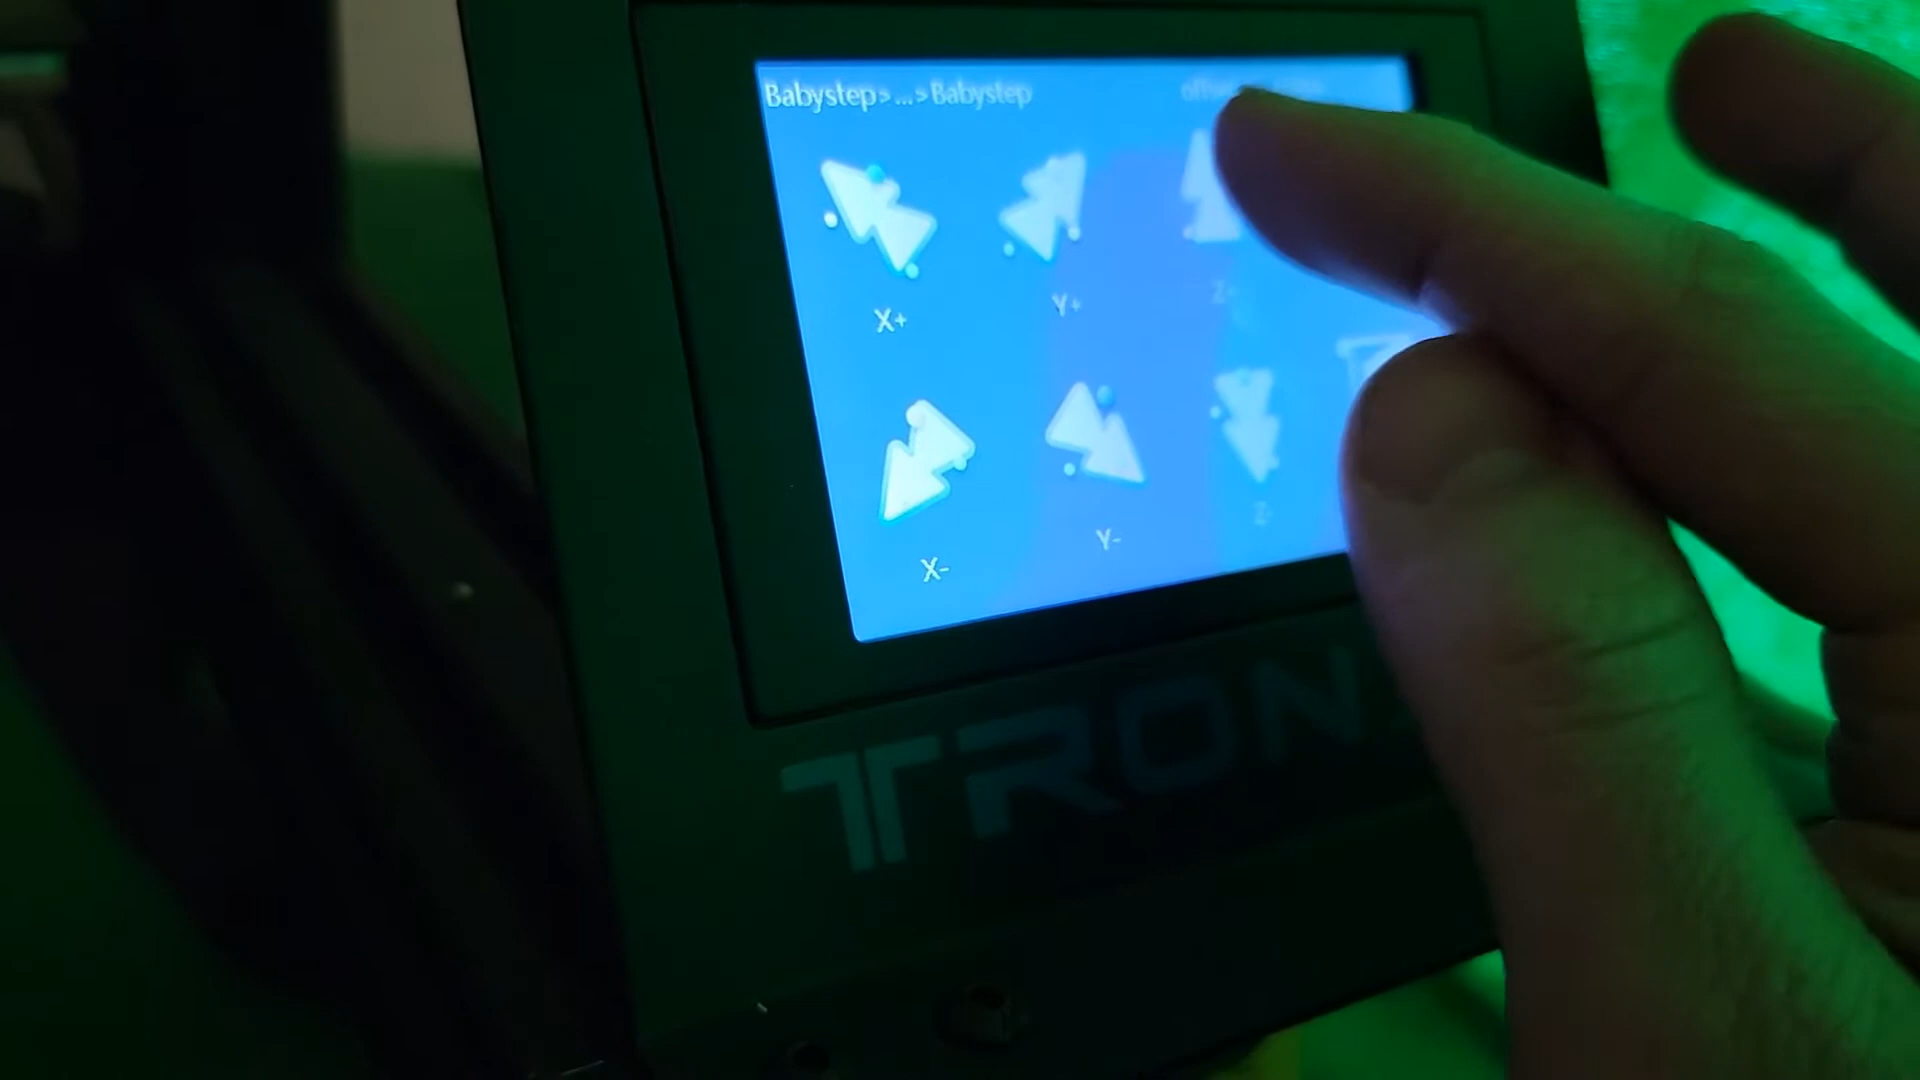 Babystep>...>Babystep
X+ Y+ Z+
X- Y- Z-
TRON